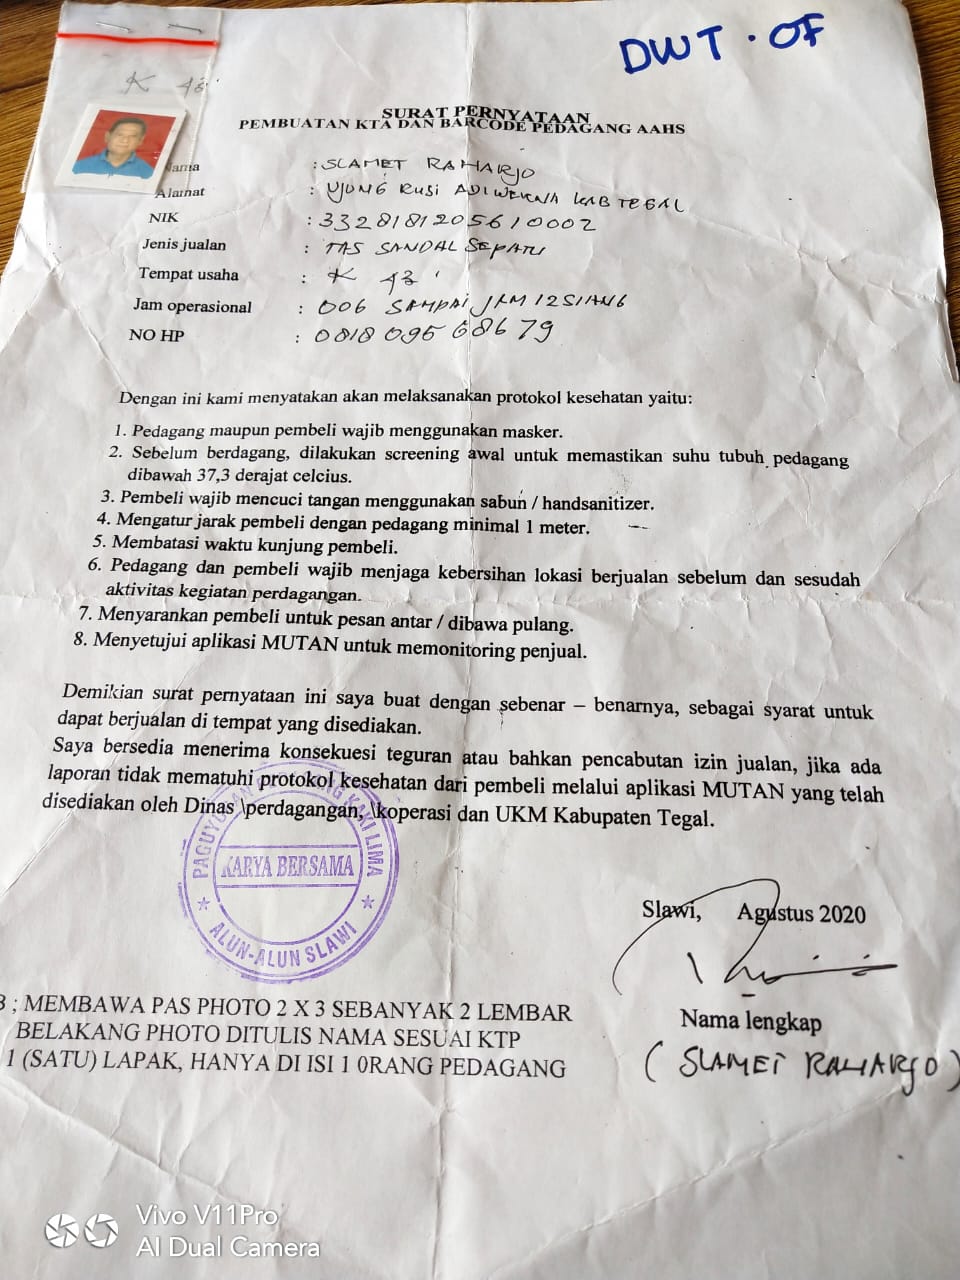 DWT. OF
K 43
SURAT PERNYATAAN
PEMBUATAN KTA DAN BARCODE PEDAGANG AAHS
Nama : SLAMET RAHARJO
Alamat : UJUNG RUSI ADIWERNA KAB TEGAL
NIK : 3328181205610002
Jenis jualan : TAS SANDAL SEPATU
Tempat usaha : K 43
Jam operasional : 006 SAMPAI JAM 12 SIANG
NO HP : 0818 095 68679
Dengan ini kami menyatakan akan melaksanakan protokol kesehatan yaitu:
1. Pedagang maupun pembeli wajib menggunakan masker.
2. Sebelum berdagang, dilakukan screening awal untuk memastikan suhu tubuh pedagang
dibawah 37,3 derajat celcius.
3. Pembeli wajib mencuci tangan menggunakan sabun / handsanitizer.
4. Mengatur jarak pembeli dengan pedagang minimal 1 meter.
5. Membatasi waktu kunjung pembeli.
6. Pedagang dan pembeli wajib menjaga kebersihan lokasi berjualan sebelum dan sesudah
aktivitas kegiatan perdagangan.
7. Menyarankan pembeli untuk pesan antar / dibawa pulang.
8. Menyetujui aplikasi MUTAN untuk memonitoring penjual.
Demikian surat pernyataan ini saya buat dengan sebenar – benarnya, sebagai syarat untuk
dapat berjualan di tempat yang disediakan.
Saya bersedia menerima konsekuesi teguran atau bahkan pencabutan izin jualan, jika ada
laporan tidak mematuhi protokol kesehatan dari pembeli melalui aplikasi MUTAN yang telah
disediakan oleh Dinas \perdagangan, \koperasi dan UKM Kabupaten Tegal.
PAGUYUBAN PEDAGANG KAKI LIMA
KARYA BERSAMA
ALUN-ALUN SLAWI
Slawi, Agustus 2020
Nama lengkap
( SLAMET RAHARJO )
B ; MEMBAWA PAS PHOTO 2 X 3 SEBANYAK 2 LEMBAR
BELAKANG PHOTO DITULIS NAMA SESUAI KTP
1 (SATU) LAPAK, HANYA DI ISI 1 0RANG PEDAGANG
Vivo V11Pro
AI Dual Camera